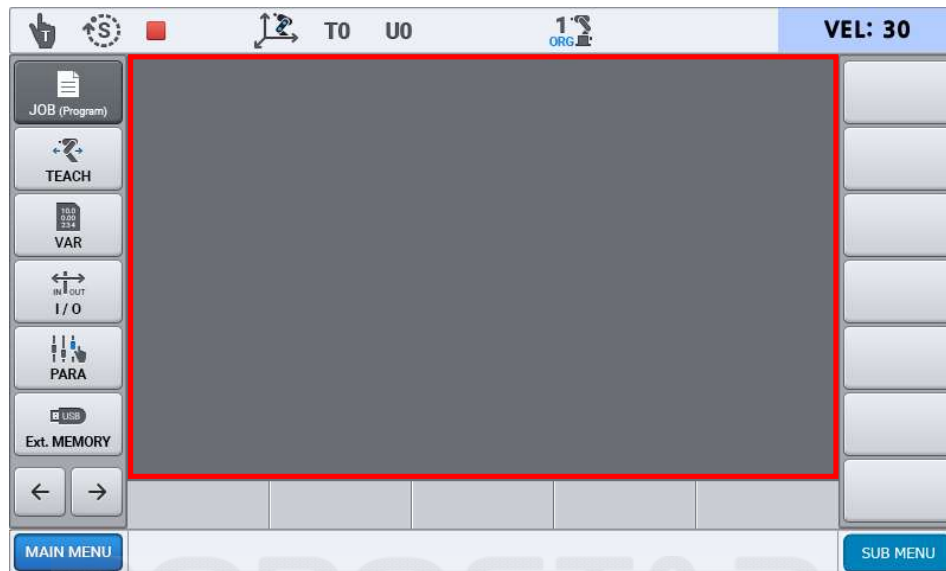 T
S
T0 U0
1
ORG
VEL: 30
JOB (Program)
TEACH
10.0
0.00
234
VAR
IN OUT
I / O
PARA
USB
Ext. MEMORY
MAIN MENU
SUB MENU